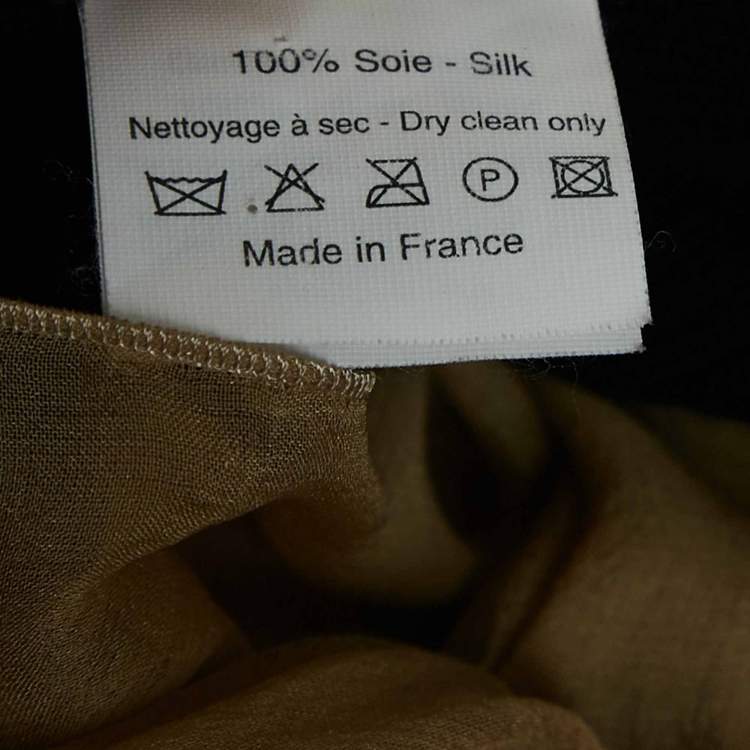 100% Soie - Silk
Nettoyage à sec - Dry clean only
P
Made in France